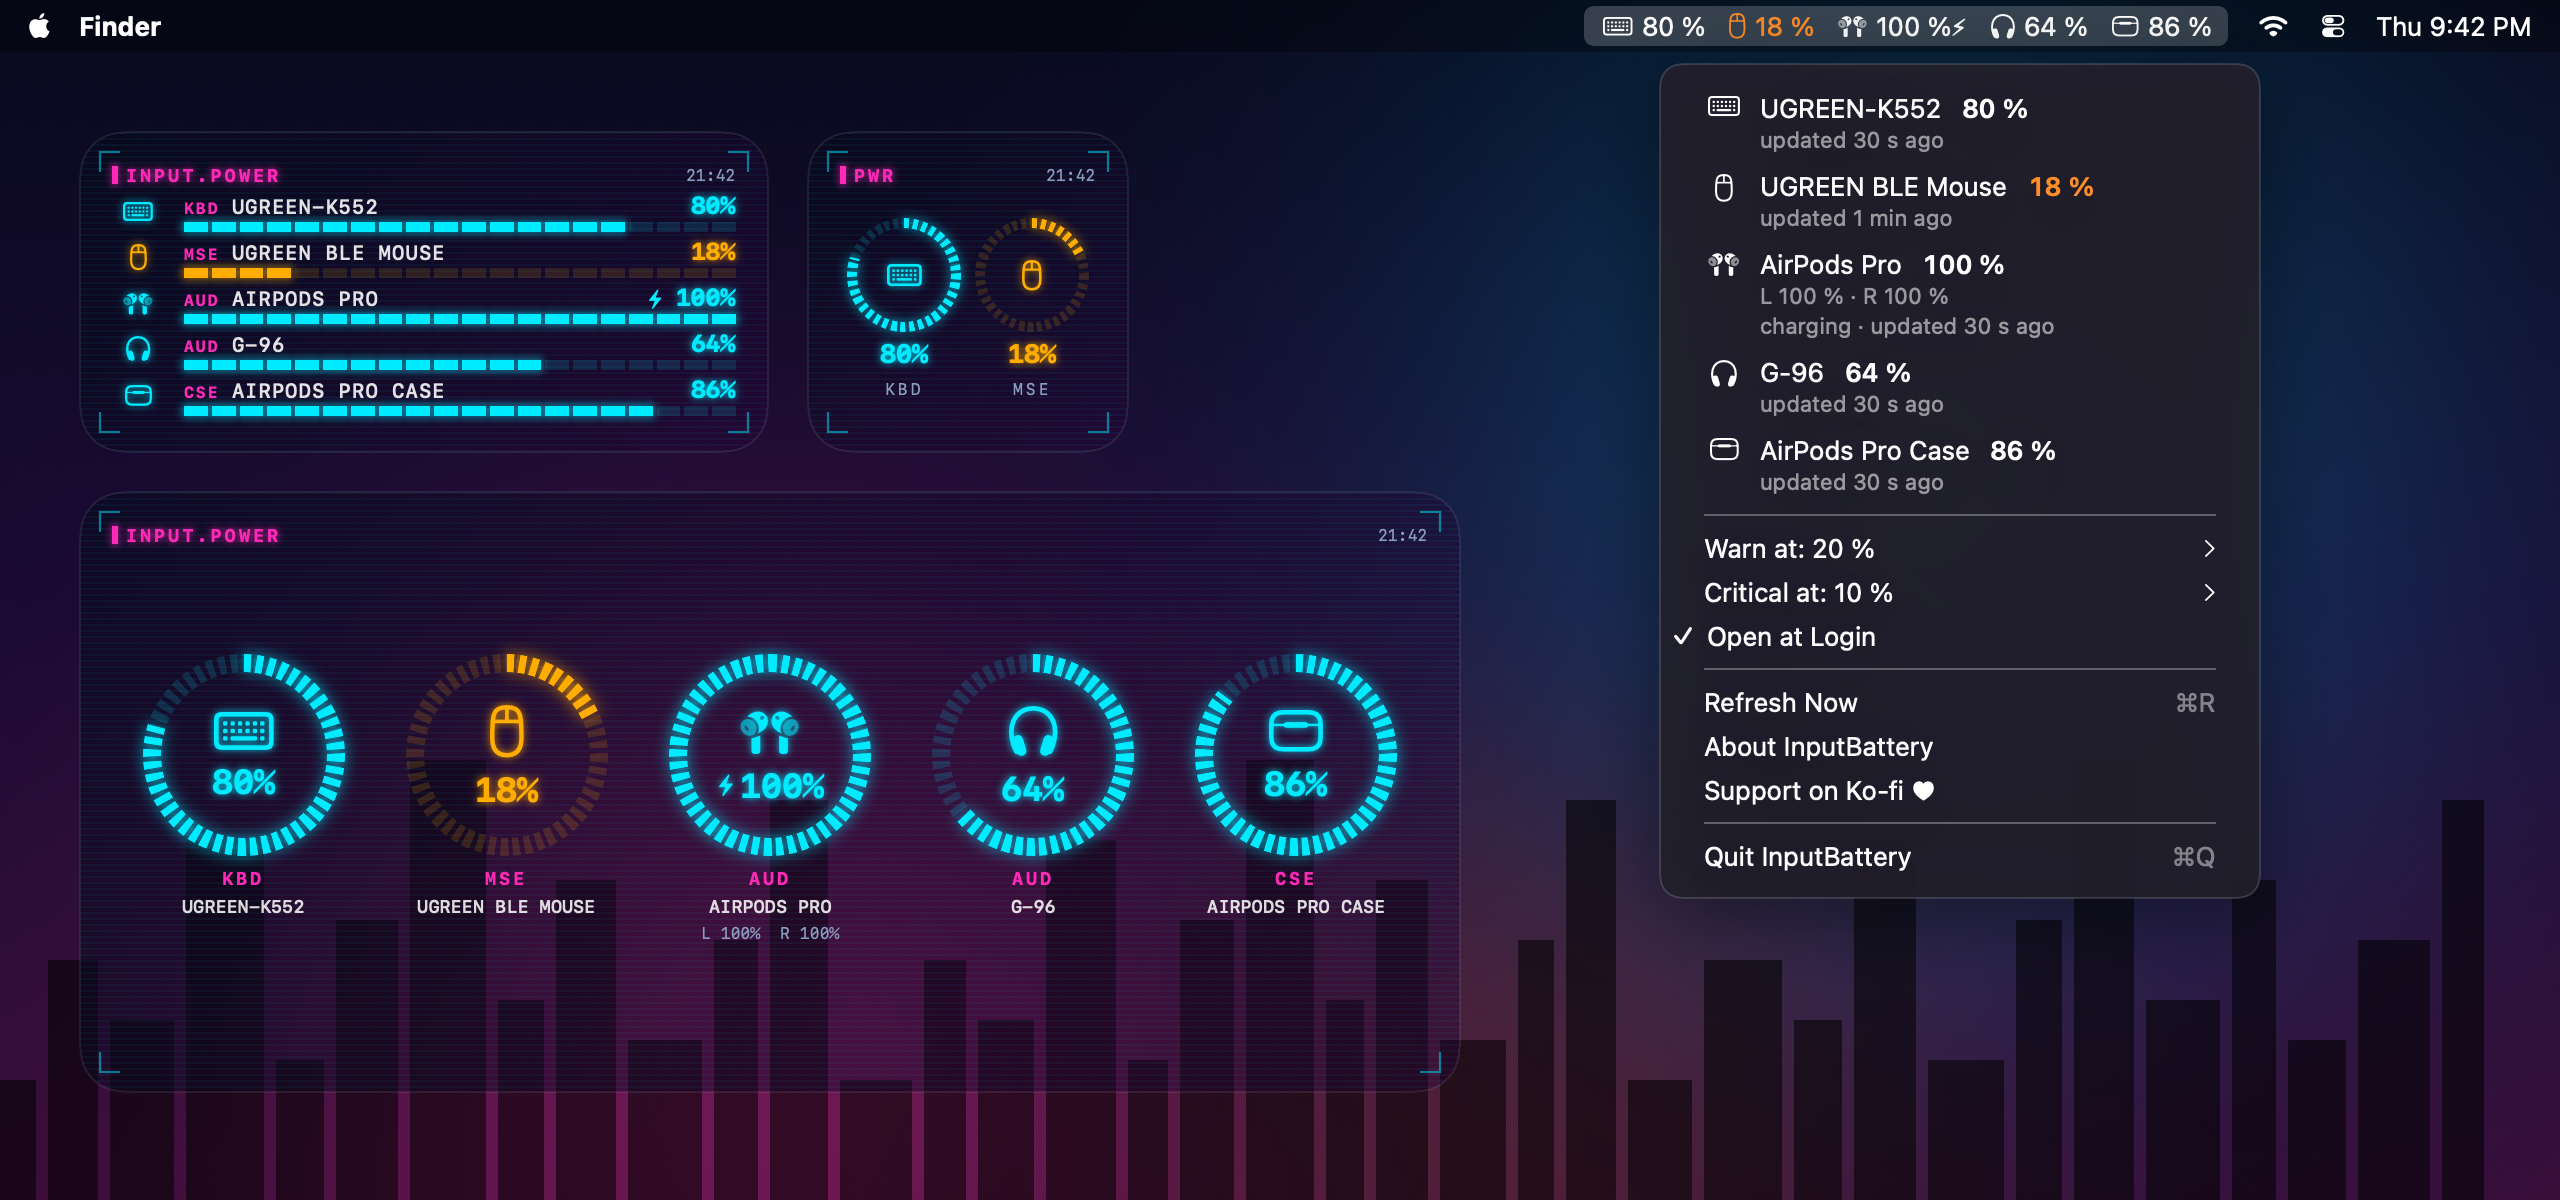 Finder
80 % 18 % 100 %⚡ 64 % 86 % Thu 9:42 PM
INPUT.POWER 21:42
KBD UGREEN-K552 80%
MSE UGREEN BLE MOUSE 18%
AUD AIRPODS PRO ⚡ 100%
AUD G-96 64%
CSE AIRPODS PRO CASE 86%
PWR 21:42
80% 18%
KBD MSE
INPUT.POWER 21:42
80% 18% ⚡100% 64% 86%
KBD MSE AUD AUD CSE
UGREEN-K552 UGREEN BLE MOUSE AIRPODS PRO G-96 AIRPODS PRO CASE
L 100% R 100%
UGREEN-K552 80 %
updated 30 s ago
UGREEN BLE Mouse 18 %
updated 1 min ago
AirPods Pro 100 %
L 100 % · R 100 %
charging · updated 30 s ago
G-96 64 %
updated 30 s ago
AirPods Pro Case 86 %
updated 30 s ago
Warn at: 20 %
Critical at: 10 %
✓ Open at Login
Refresh Now ⌘R
About InputBattery
Support on Ko-fi ♥
Quit InputBattery ⌘Q